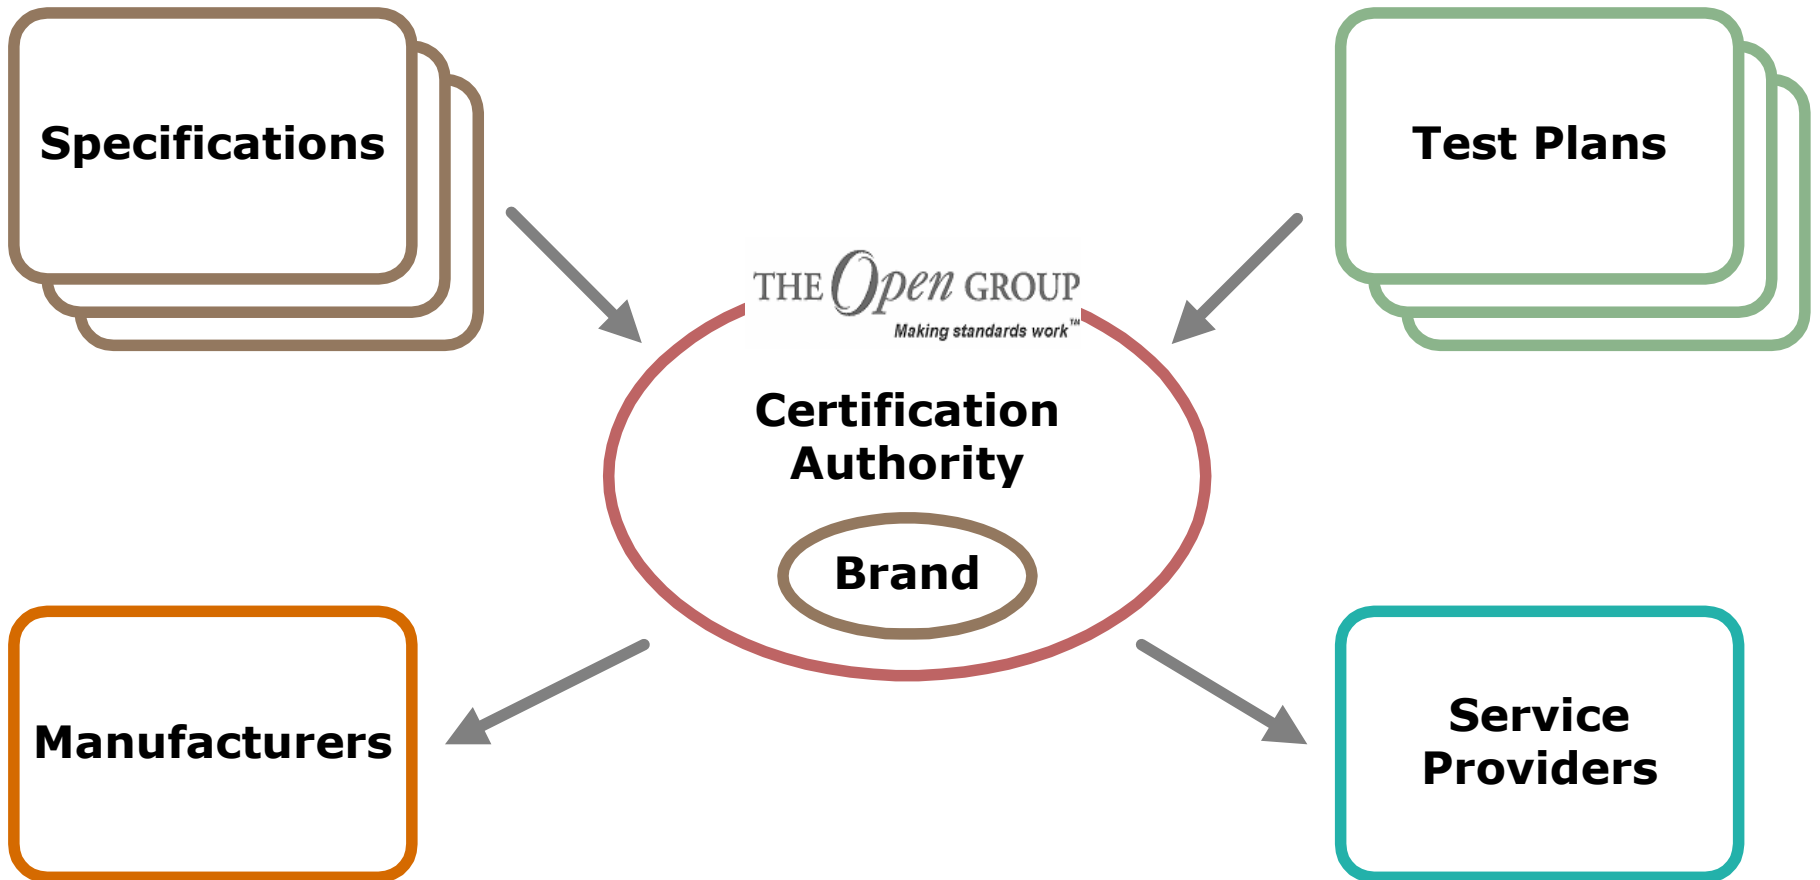 Specifications
Test Plans
THE Open GROUP
Making standards work™
Certification
Authority
Brand
Manufacturers
Service
Providers